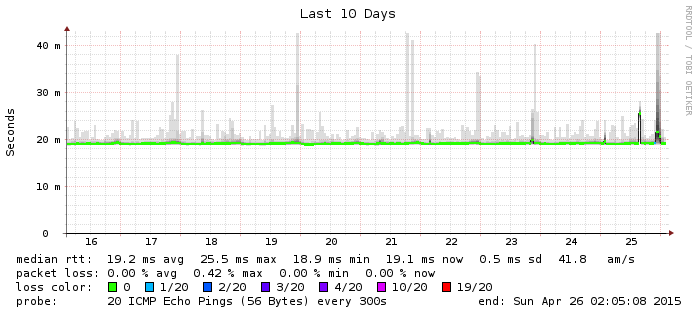 Last 10 Days
RRDTOOL / TOBI OETIKER
Seconds
40 m
30 m
20 m
10 m
0
16 17 18 19 20 21 22 23 24 25
median rtt: 19.2 ms avg 25.5 ms max 18.9 ms min 19.1 ms now 0.5 ms sd 41.8 am/s
packet loss: 0.00 % avg 0.42 % max 0.00 % min 0.00 % now
loss color: 0 1/20 2/20 3/20 4/20 10/20 19/20
probe: 20 ICMP Echo Pings (56 Bytes) every 300s end: Sun Apr 26 02:05:08 2015